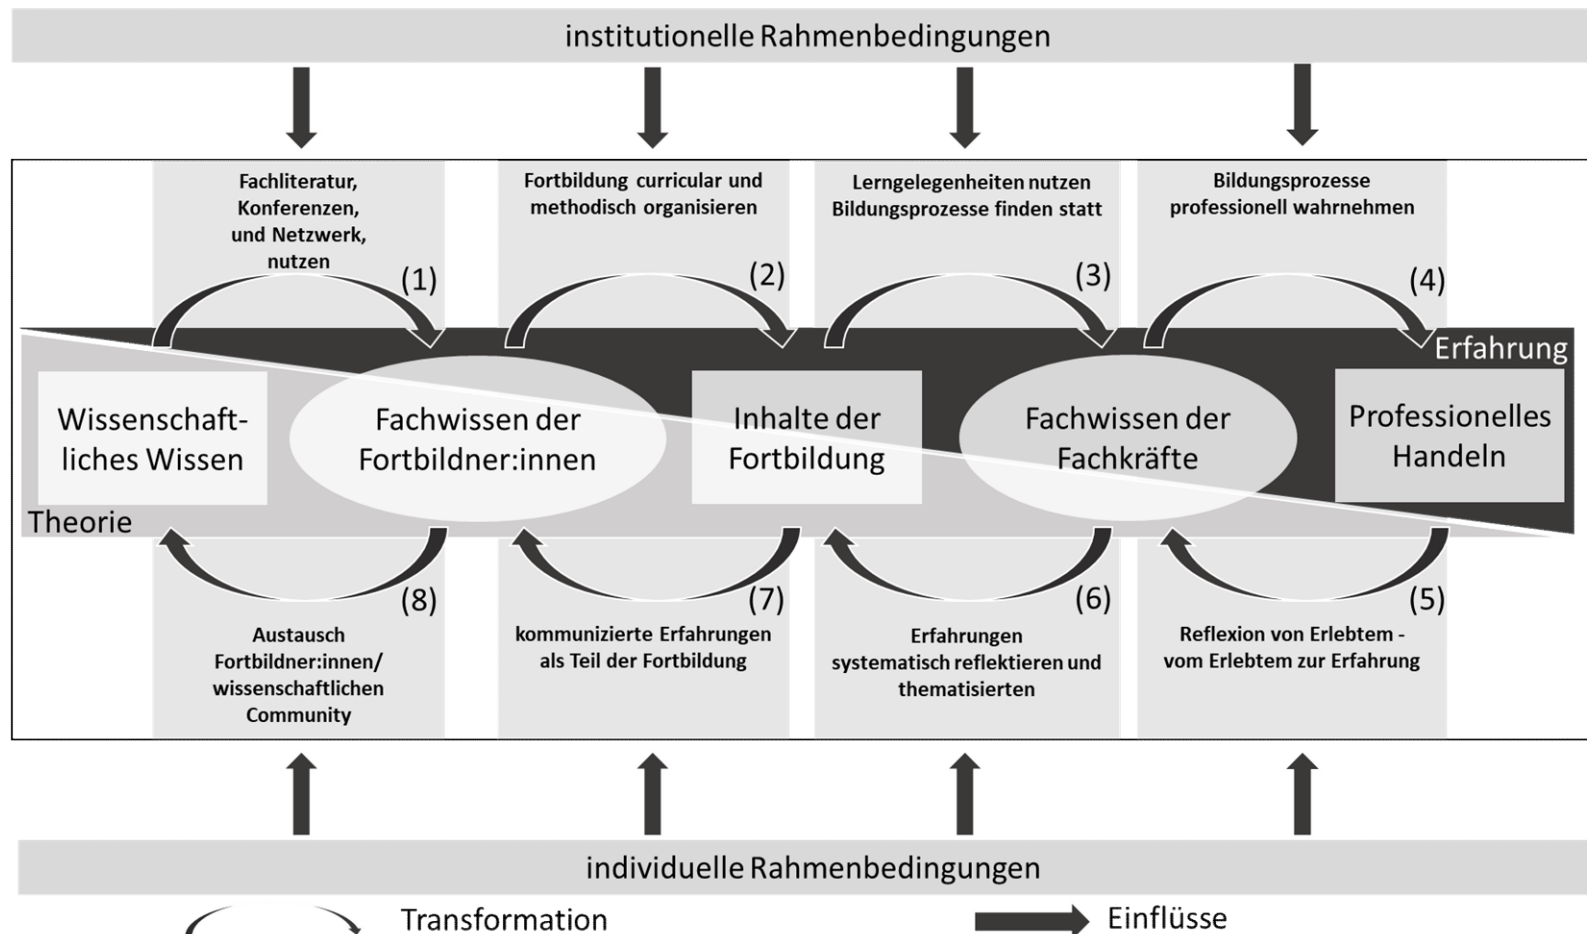 institutionelle Rahmenbedingungen
Fachliteratur,
Konferenzen,
und Netzwerk,
nutzen
(1)
Fortbildung curricular und
methodisch organisieren
(2)
Lerngelegenheiten nutzen
Bildungsprozesse finden statt
(3)
Bildungsprozesse
professionell wahrnehmen
(4)
Erfahrung
Wissenschaft-
liches Wissen
Fachwissen der
Fortbildner:innen
Inhalte der
Fortbildung
Fachwissen der
Fachkräfte
Professionelles
Handeln
Theorie
(8)
Austausch
Fortbildner:innen/
wissenschaftlichen
Community
(7)
kommunizierte Erfahrungen
als Teil der Fortbildung
(6)
Erfahrungen
systematisch reflektieren und
thematisierten
(5)
Reflexion von Erlebtem -
vom Erlebtem zur Erfahrung
individuelle Rahmenbedingungen
Transformation
Einflüsse